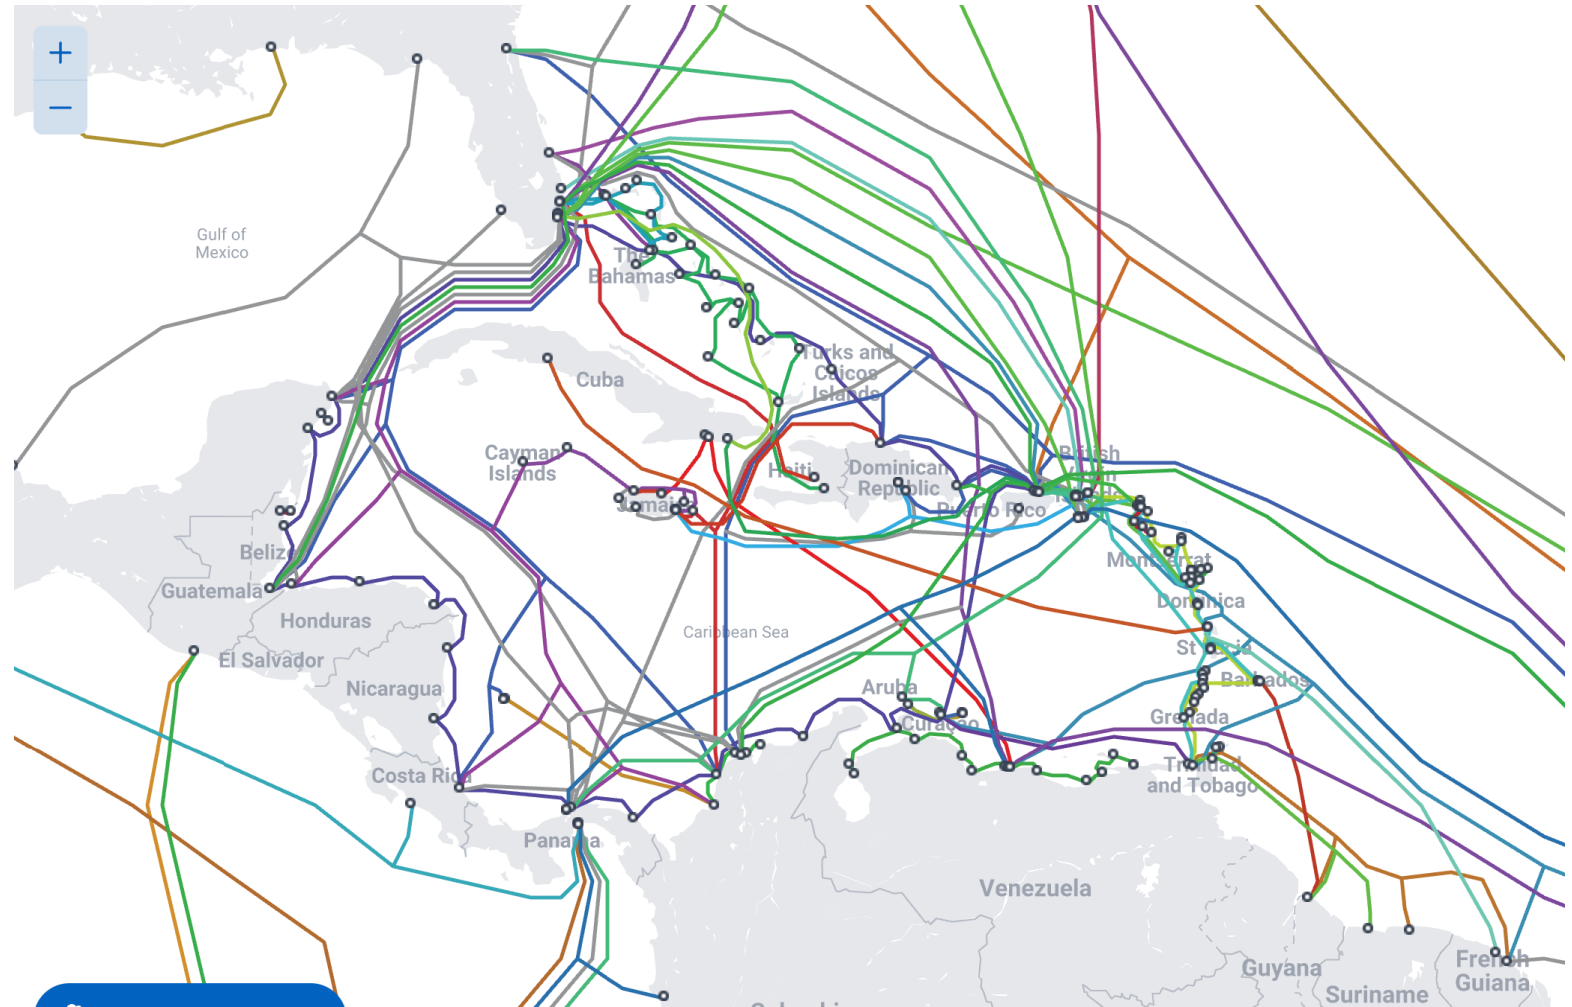 +
−
Gulf of
Mexico
The
Bahamas
Turks and
Caicos
Islands
Cuba
Cayman
Islands
Haiti
Dominican
Republic
British
Puerto Rico
Belize
Guatemala
Montserrat
Dominica
Honduras
Caribbean Sea
El Salvador
St
Barbados
Nicaragua
Aruba
Curaçao
Grenada
Costa Rica
Trinidad
and Tobago
Panama
Venezuela
Guyana
French
Guiana
Suriname